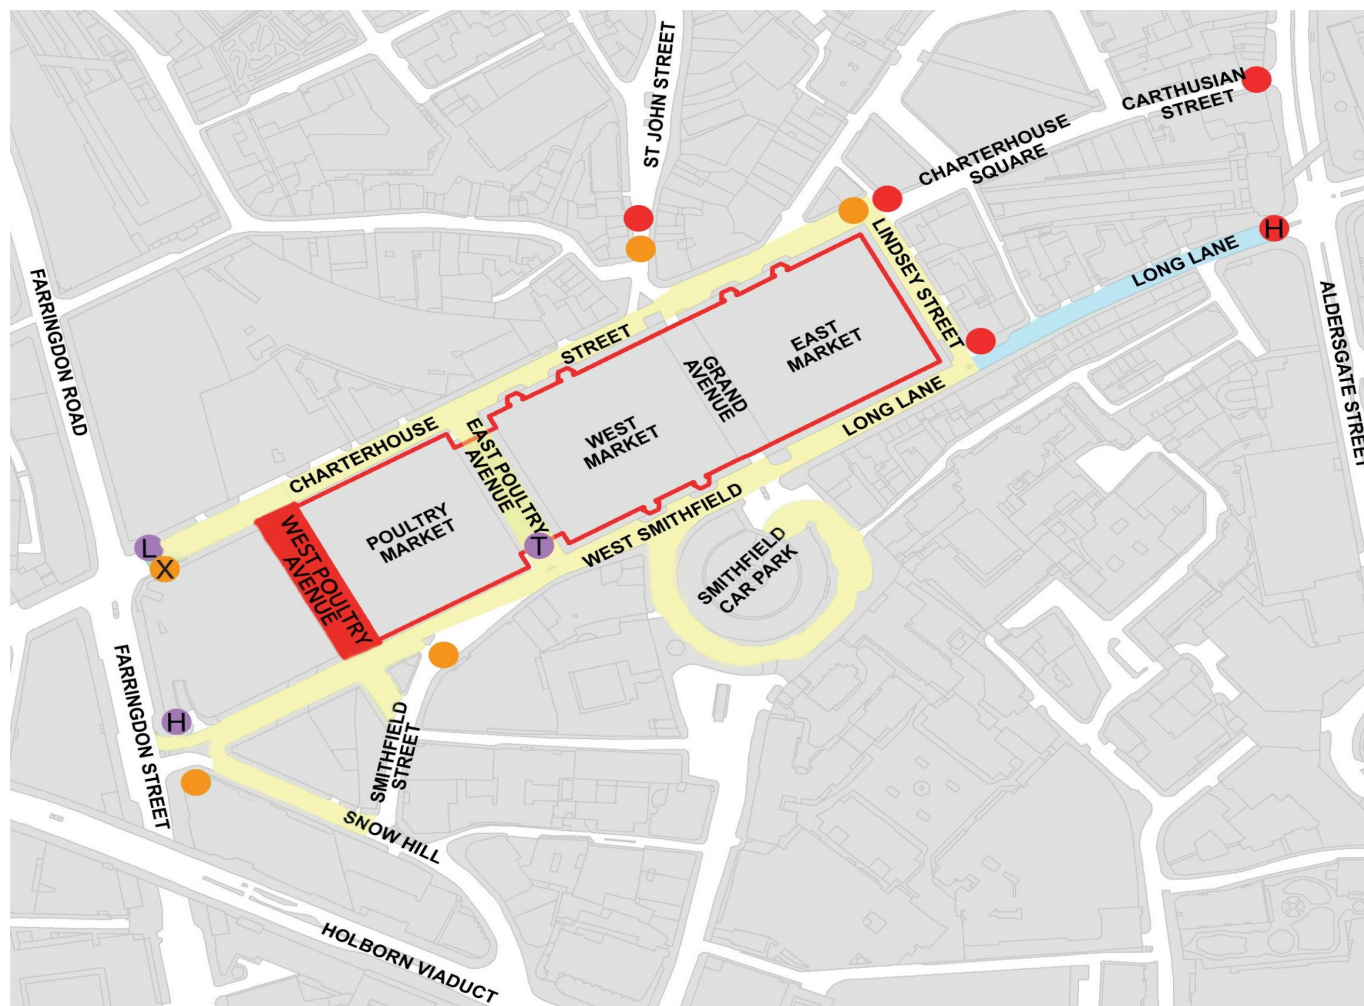 ST JOHN STREET
CARTHUSIAN
STREET
CHARTERHOUSE
SQUARE
H
LONG LANE
LINDSEY STREET
FARRINGDON ROAD
ALDERSGATE STREET
STREET
EAST
MARKET
GRAND
AVENUE
LONG LANE
CHARTERHOUSE
EAST POULTRY
AVENUE
WEST
MARKET
WEST SMITHFIELD
POULTRY
MARKET
T
L
X
WEST POULTRY
AVENUE
SMITHFIELD
CAR PARK
H
FARRINGDON STREET
SMITHFIELD
STREET
SNOW HILL
HOLBORN VIADUCT